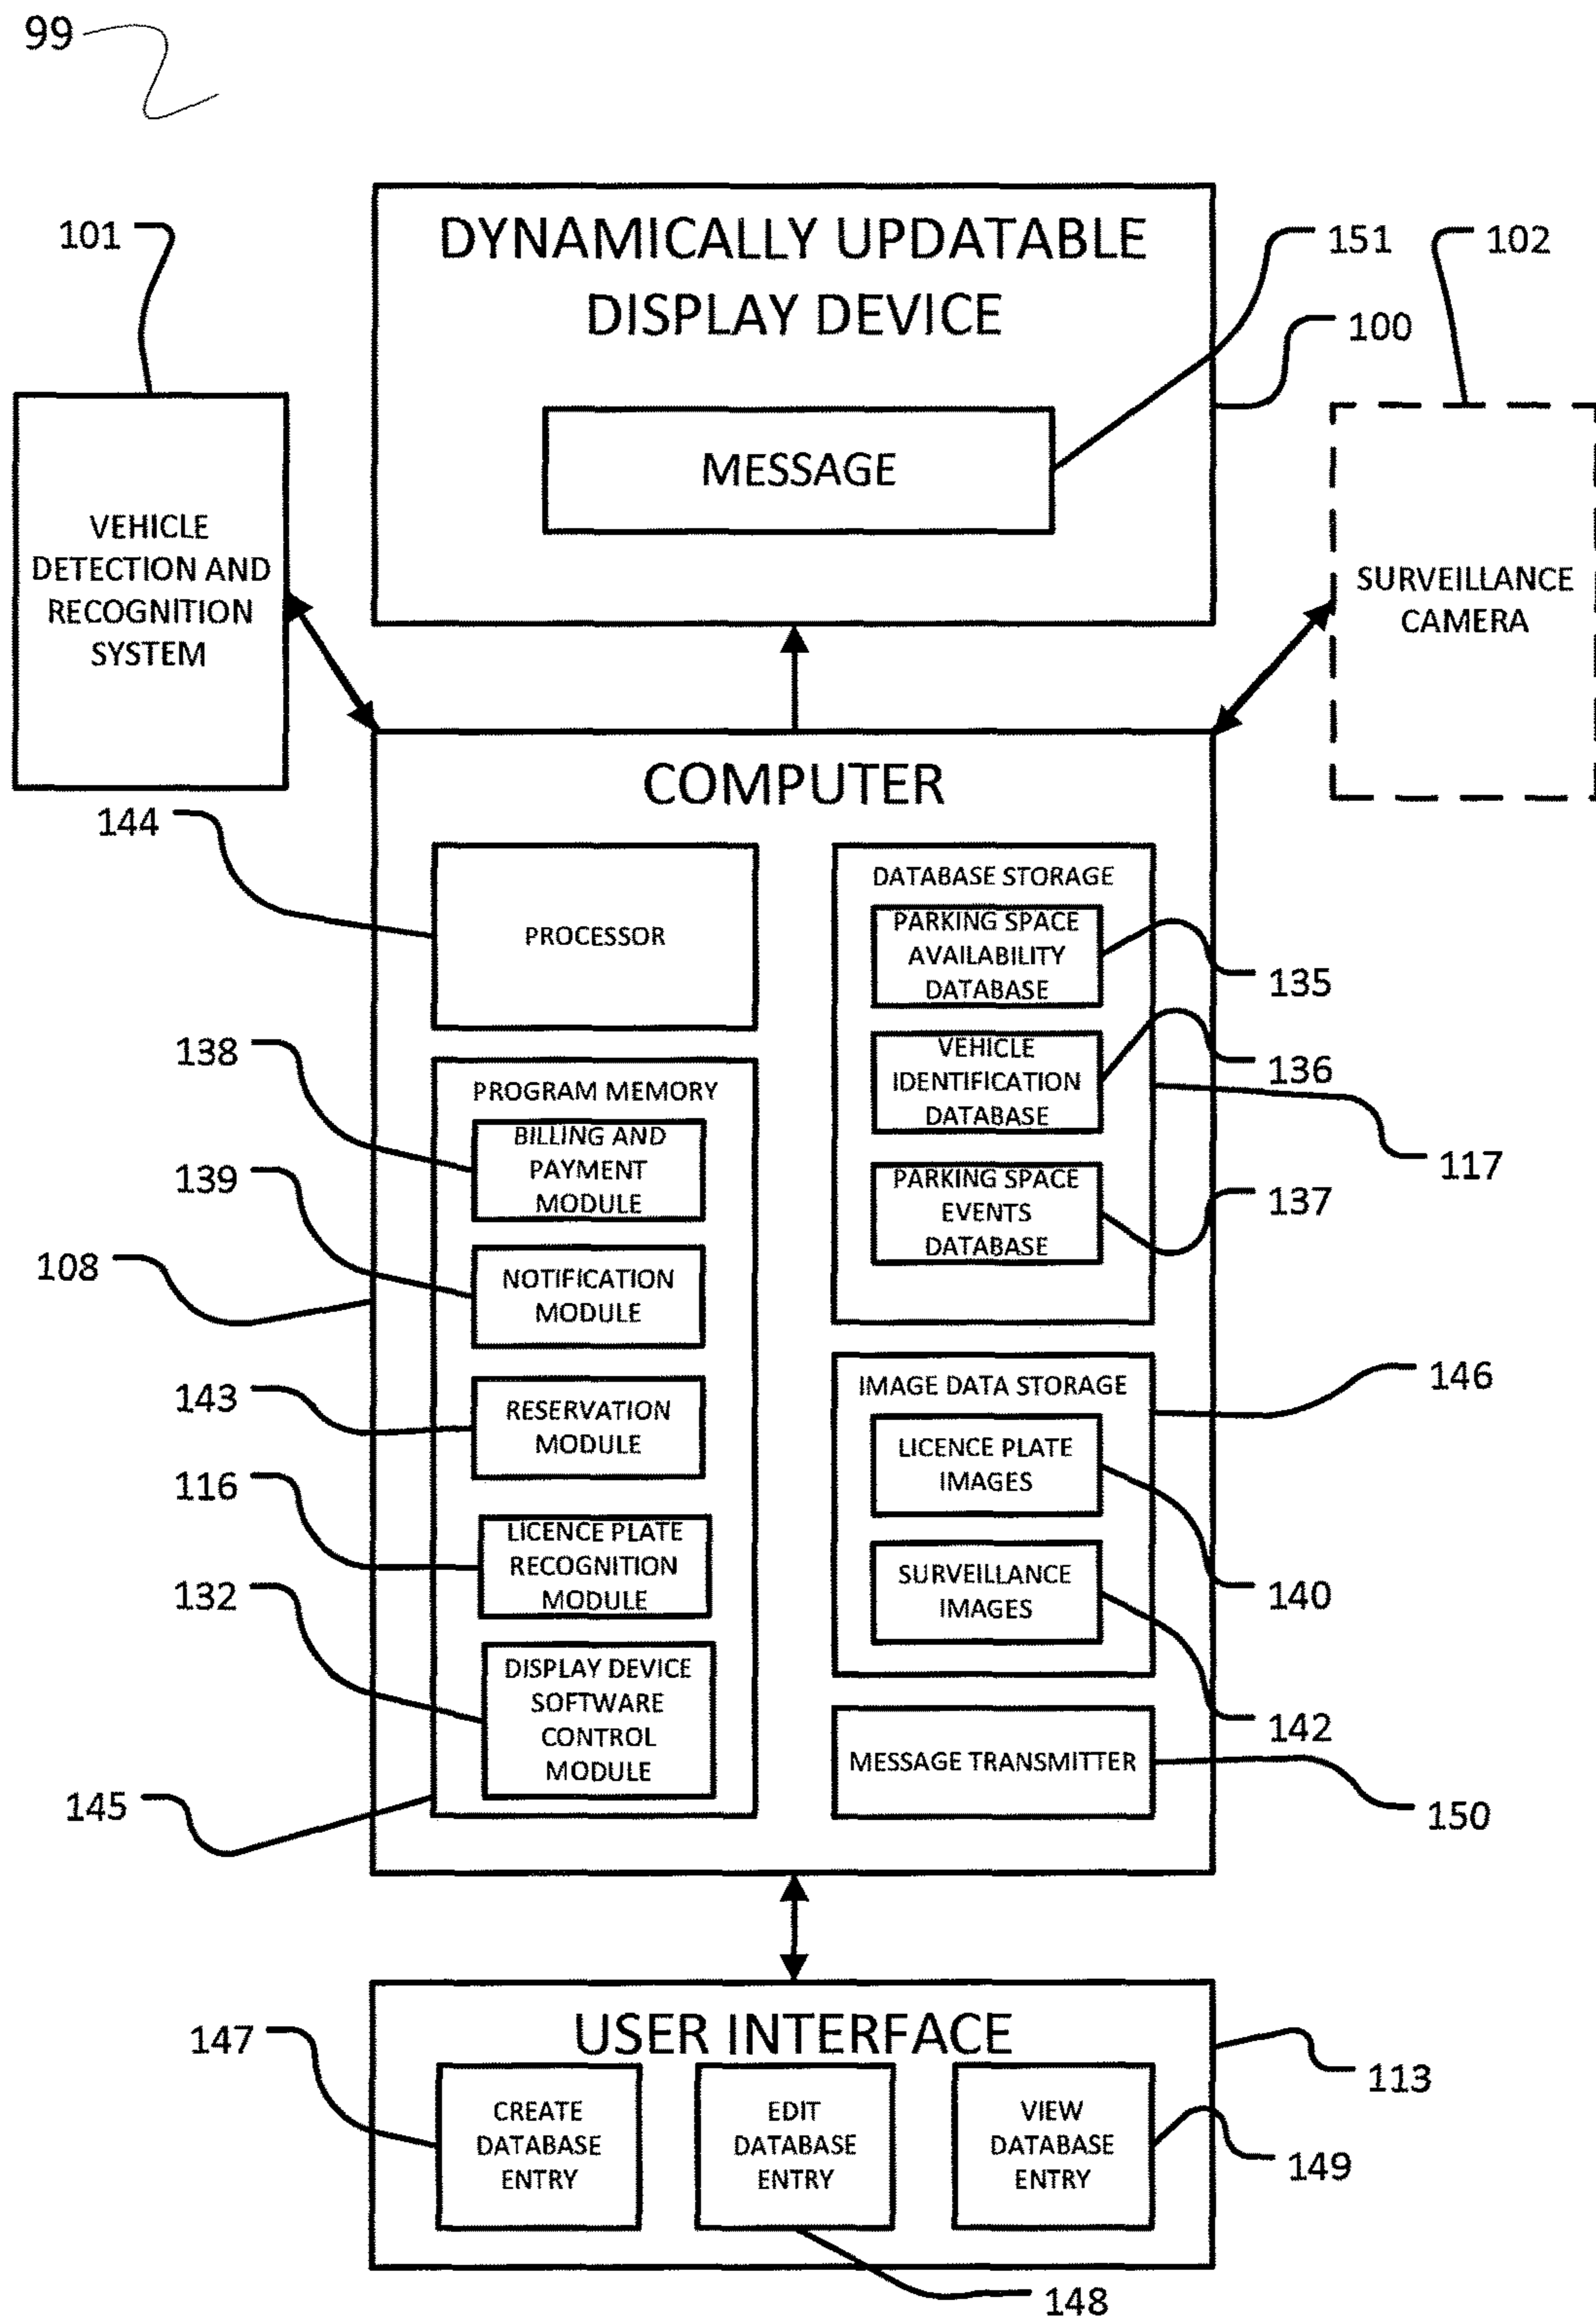 99
101
DYNAMICALLY UPDATABLE
DISPLAY DEVICE
151
102
100
MESSAGE
VEHICLE
DETECTION AND
RECOGNITION
SYSTEM
SURVEILLANCE
CAMERA
COMPUTER
144
PROCESSOR
DATABASE STORAGE
PARKING SPACE
AVAILABILITY
DATABASE
135
138
VEHICLE
IDENTIFICATION
DATABASE
136
PROGRAM MEMORY
BILLING AND
PAYMENT
MODULE
117
139
PARKING SPACE
EVENTS
DATABASE
137
108
NOTIFICATION
MODULE
146
IMAGE DATA STORAGE
143
RESERVATION
MODULE
LICENCE PLATE
IMAGES
116
LICENCE PLATE
RECOGNITION
MODULE
140
132
SURVEILLANCE
IMAGES
DISPLAY DEVICE
SOFTWARE
CONTROL
MODULE
142
MESSAGE TRANSMITTER
145
150
USER INTERFACE
147
113
CREATE
DATABASE
ENTRY
EDIT
DATABASE
ENTRY
VIEW
DATABASE
ENTRY
149
148